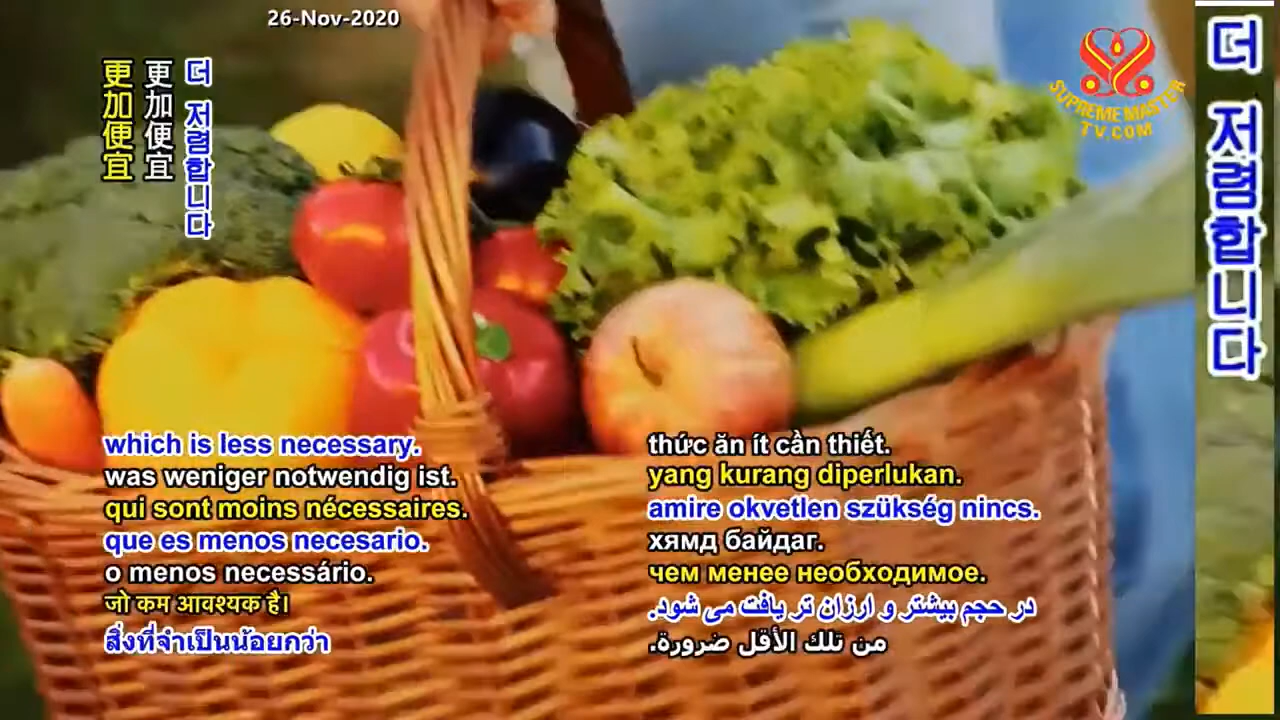 26-Nov-2020
더 저렴합니다
更加便宜
更加便宜
SUPREME MASTER
TV.COM
더 저렴합니다
which is less necessary.
was weniger notwendig ist.
qui sont moins nécessaires.
que es menos necesario.
o menos necessário.
जो कम आवश्यक है।
สิ่งที่จำเป็นน้อยกว่า
thức ăn ít cần thiết.
yang kurang diperlukan.
amire okvetlen szükség nincs.
хямд байдаг.
чем менее необходимое.
در حجم بیشتر و ارزان تر یافت می شود.
من تلك الأقل ضرورة.